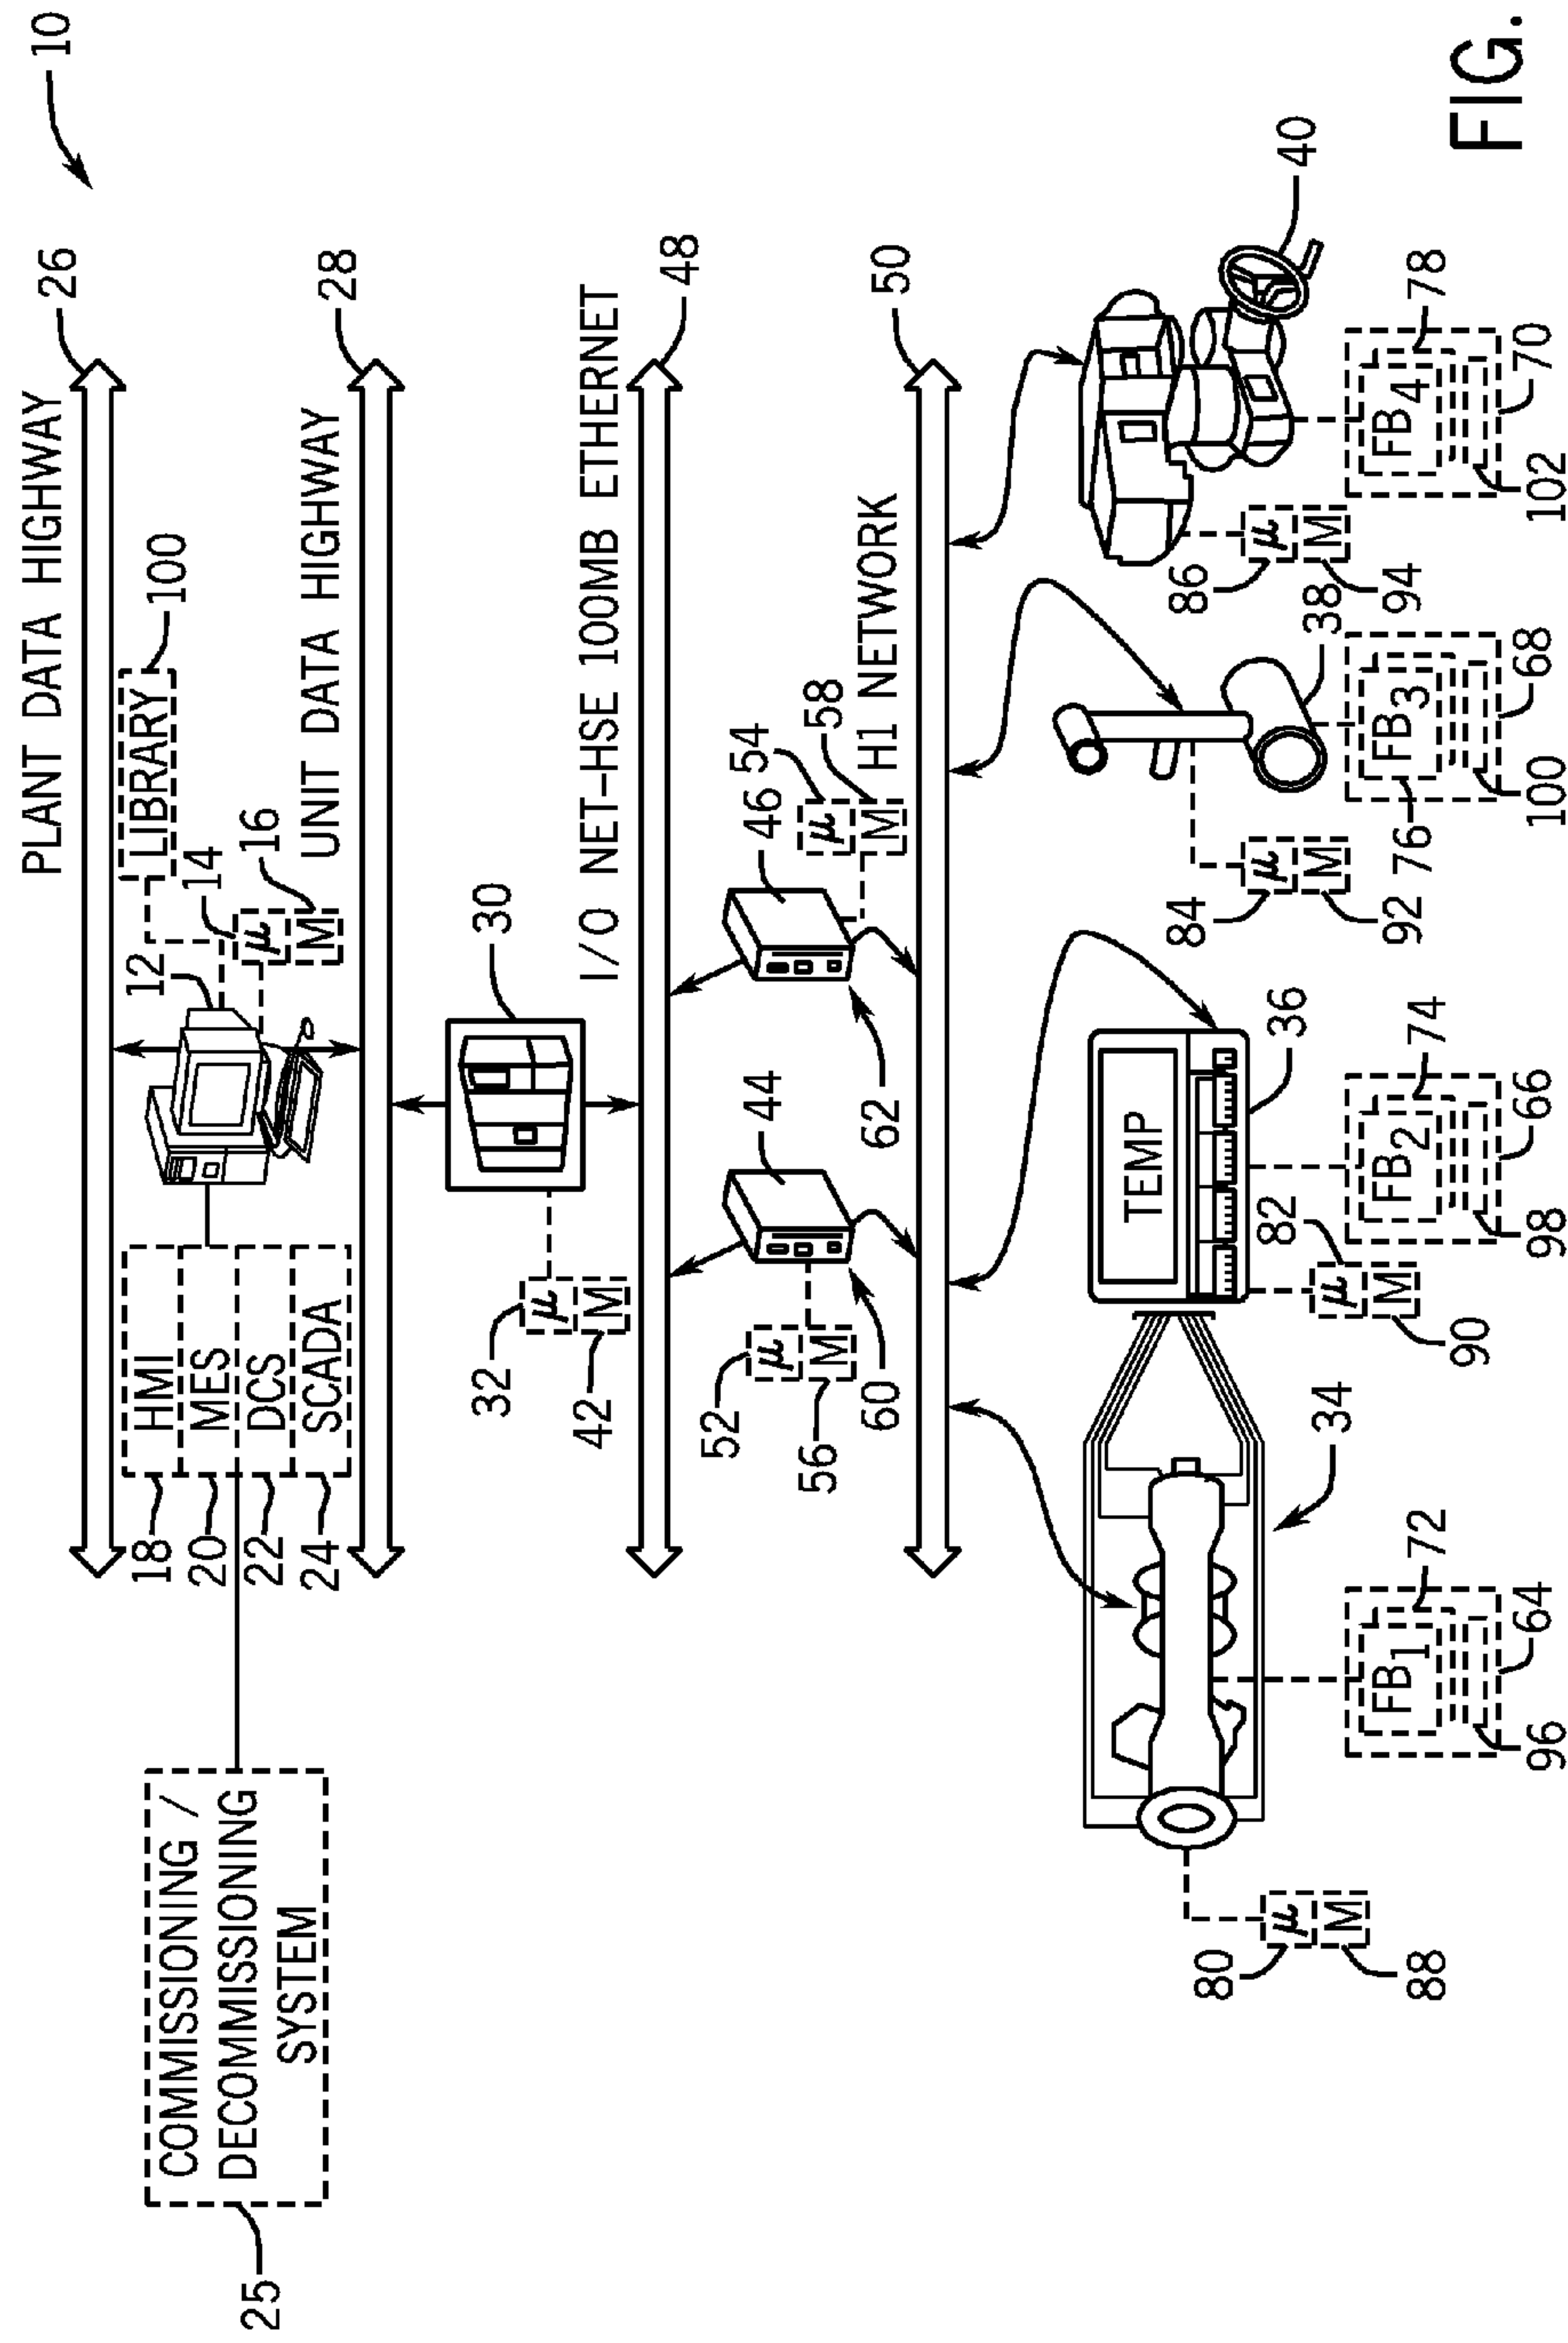 10
PLANT DATA HIGHWAY
26
COMMISSIONING /
DECOMMISSIONING
SYSTEM
25
HMI
MES
DCS
SCADA
18
20
22
24
12
14
16
μ
M
LIBRARY
100
UNIT DATA HIGHWAY
28
30
32
μ
M
42
I/O NET-HSE 100MB ETHERNET
48
44
46
52
μ
M
56
60
62
54
μ
M
58
H1 NETWORK
50
34
TEMP
36
38
40
80
μ
M
88
82
μ
M
90
84
μ
M
92
86
μ
M
94
FB1
72
96
64
FB2
74
98
66
FB3
76
100
68
FB4
78
102
70
FIG.